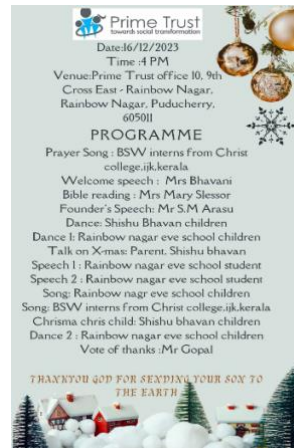 Prime Trust
towards social transformation
Date:16/12/2023
Time :4 PM
Venue:Prime Trust office 10, 9th
Cross East - Rainbow Nagar,
Rainbow Nagar, Puducherry,
605011
PROGRAMME
Prayer Song : BSW interns from Christ
college,ijk,kerala
Welcome speech : Mrs Bhavani
Bible reading : Mrs Mary Slessor
Founder's Speech: Mr S.M Arasu
Dance: Shishu Bhavan children
Dance 1: Rainbow nagar eve school children
Talk on X-mas: Parent, Shishu bhavan
Speech 1 : Rainbow nagar eve school student
Speech 2 : Rainbow nagar eve school student
Song: Rainbow nagr eve school children
Song: BSW interns from Christ college,ijk,kerala
Chrisma chris child: Shishu bhavan children
Dance 2 : Rainbow nagar eve school children
Vote of thanks :Mr Gopal
THANKYOU GOD FOR SENDING YOUR SON TO
THE EARTH